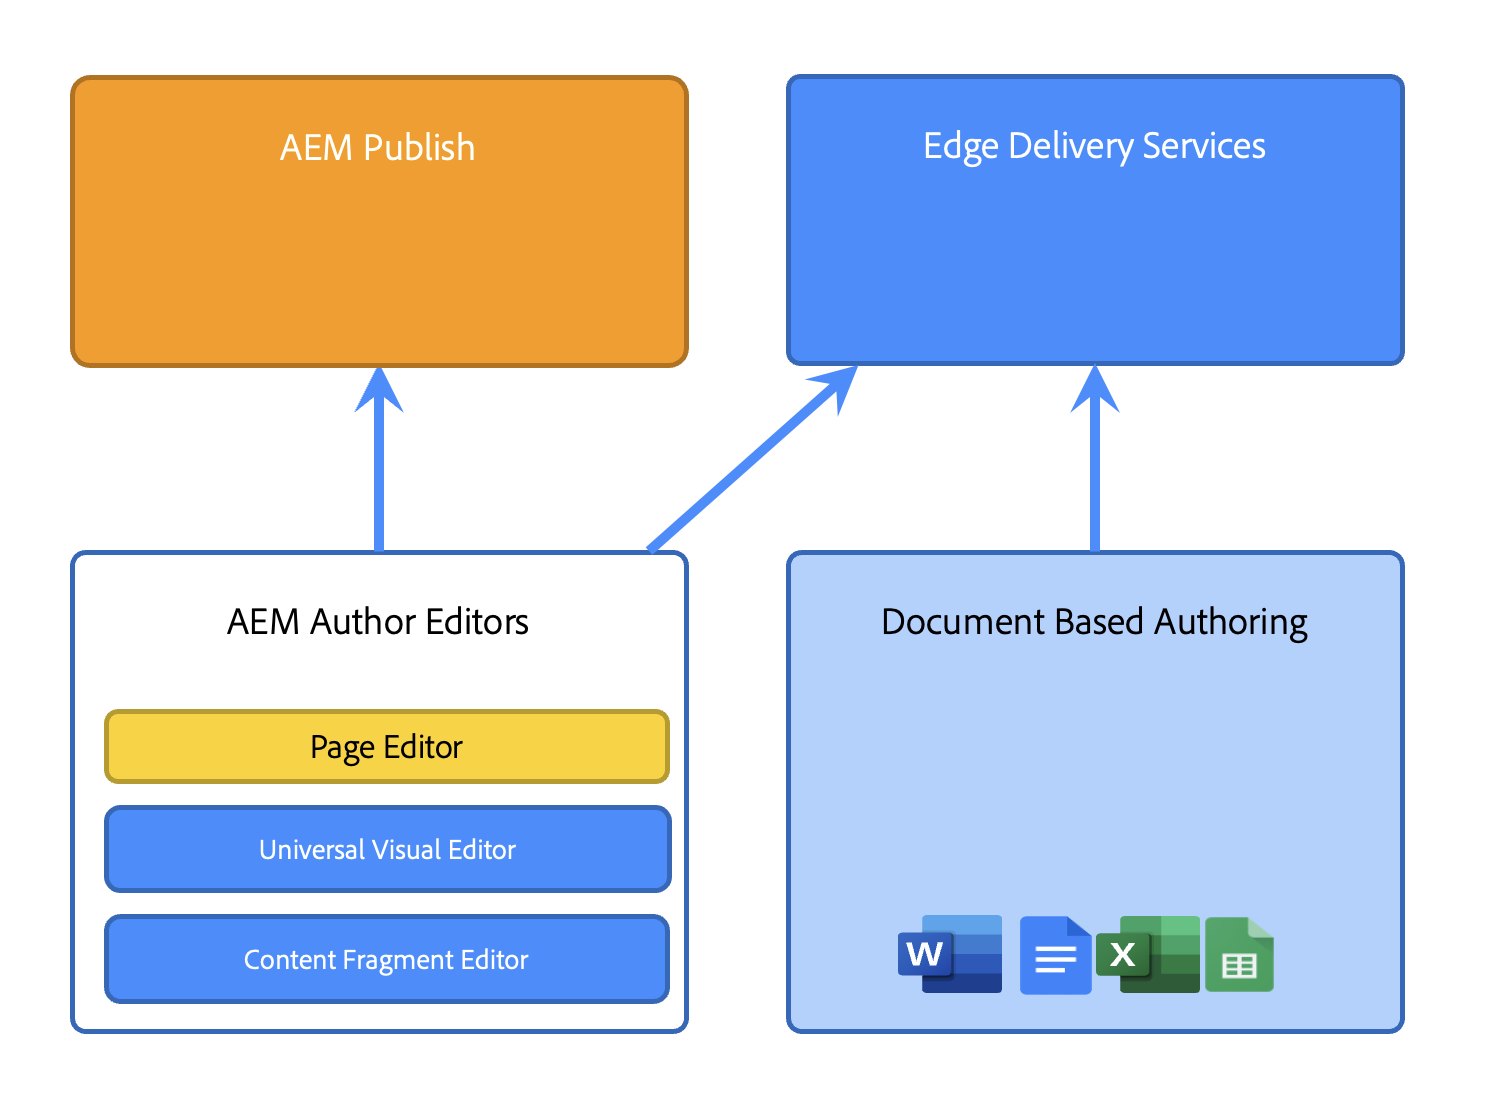 AEM Publish
Edge Delivery Services
AEM Author Editors
Page Editor
Universal Visual Editor
Content Fragment Editor
Document Based Authoring
W
X